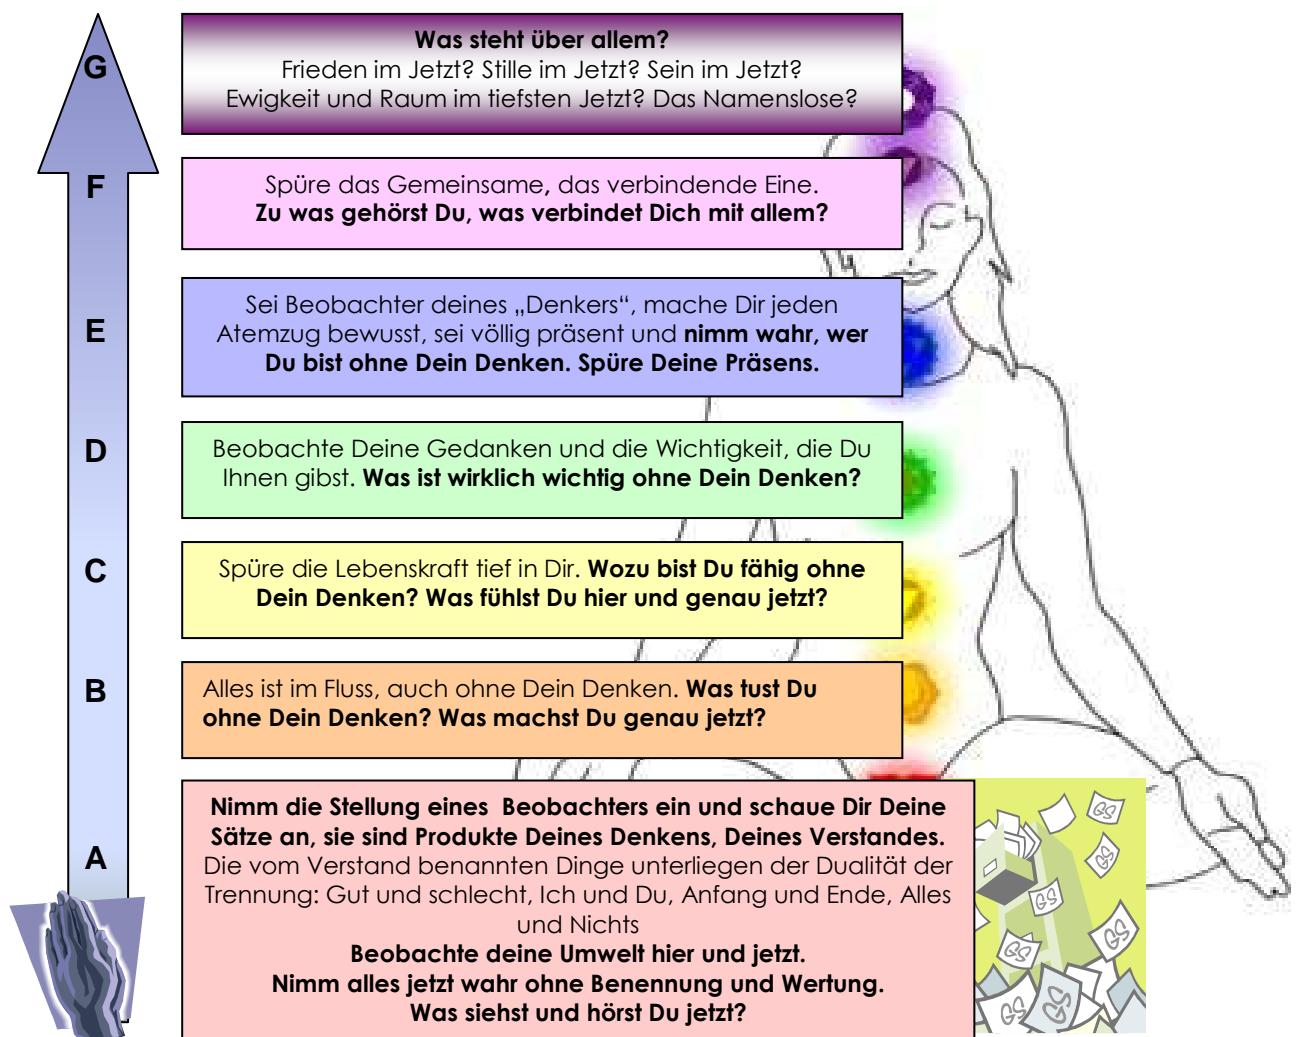 G
Was steht über allem?
Frieden im Jetzt? Stille im Jetzt? Sein im Jetzt?
Ewigkeit und Raum im tiefsten Jetzt? Das Namenslose?
F
Spüre das Gemeinsame, das verbindende Eine.
Zu was gehörst Du, was verbindet Dich mit allem?
E
Sei Beobachter deines „Denkers“, mache Dir jeden
Atemzug bewusst, sei völlig präsent und nimm wahr, wer
Du bist ohne Dein Denken. Spüre Deine Präsens.
D
Beobachte Deine Gedanken und die Wichtigkeit, die Du
Ihnen gibst. Was ist wirklich wichtig ohne Dein Denken?
C
Spüre die Lebenskraft tief in Dir. Wozu bist Du fähig ohne
Dein Denken? Was fühlst Du hier und genau jetzt?
B
Alles ist im Fluss, auch ohne Dein Denken. Was tust Du
ohne Dein Denken? Was machst Du genau jetzt?
A
Nimm die Stellung eines  Beobachters ein und schaue Dir Deine
Sätze an, sie sind Produkte Deines Denkens, Deines Verstandes.
Die vom Verstand benannten Dinge unterliegen der Dualität der
Trennung: Gut und schlecht, Ich und Du, Anfang und Ende, Alles
und Nichts
Beobachte deine Umwelt hier und jetzt.
Nimm alles jetzt wahr ohne Benennung und Wertung.
Was siehst und hörst Du jetzt?
GS
GS
GS
GS
GS
GS
GS